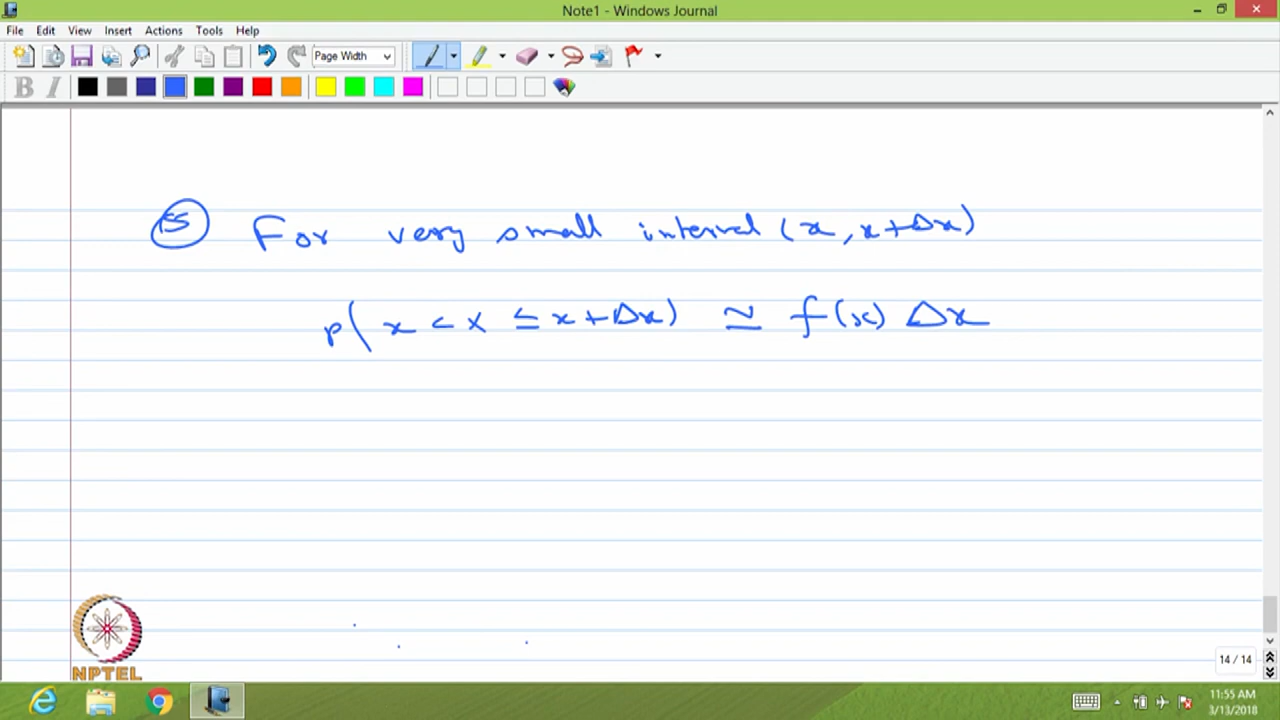 Note1 - Windows Journal
File Edit View Insert Actions Tools Help
Page Width
B I
5 For very small interval (x, x+Δx)
P(x < X ≤ x+Δx) ≃ f(x) Δx
NPTEL
14 / 14
11:55 AM
3/13/2018